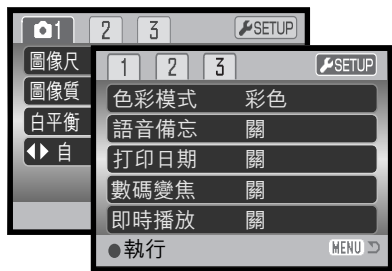 1 2 3 SETUP
圖像尺
圖像質
白平衡
自
1 2 3 SETUP
色彩模式 彩色
語音備忘 關
打印日期 關
數碼變焦 關
即時播放 關
執行 MENU